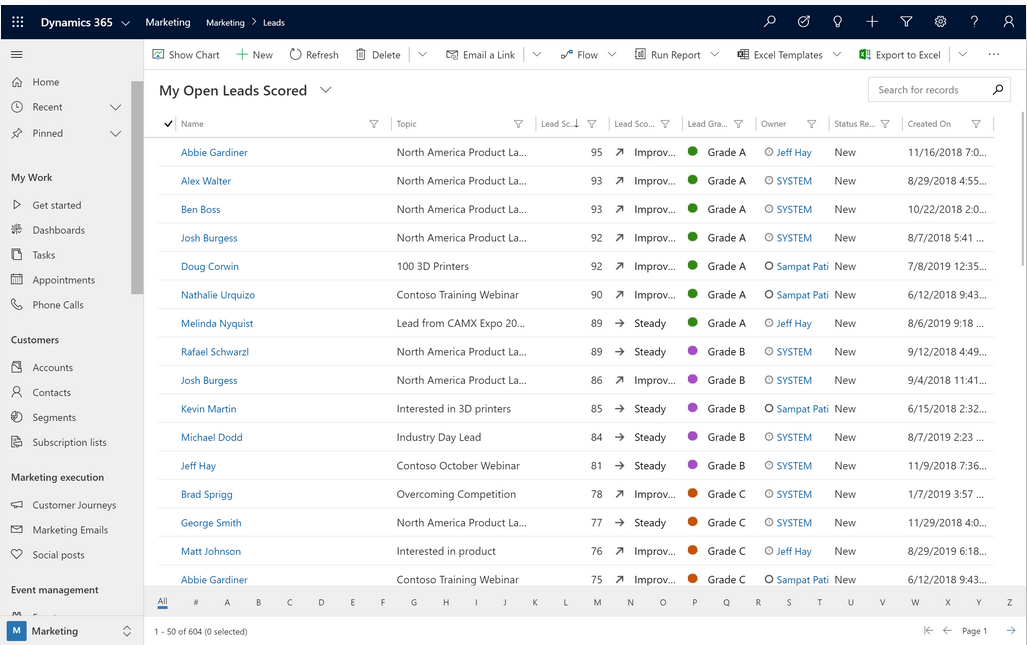 Dynamics 365 Marketing Marketing > Leads
Show Chart New Refresh Delete Email a Link Flow Run Report Excel Templates Export to Excel
Home
Recent
Pinned
My Work
Get started
Dashboards
Tasks
Appointments
Phone Calls
Customers
Accounts
Contacts
Segments
Subscription lists
Marketing execution
Customer Journeys
Marketing Emails
Social posts
Event management
M Marketing
My Open Leads Scored
Search for records
Name Topic Lead Sc... Lead Sco... Lead Gra... Owner Status Re... Created On
Abbie Gardiner North America Product La... 95 Improv... Grade A Jeff Hay New 11/16/2018 7:0...
Alex Walter North America Product La... 93 Improv... Grade A SYSTEM New 8/29/2018 4:55...
Ben Boss North America Product La... 93 Improv... Grade A SYSTEM New 10/22/2018 2:0...
Josh Burgess North America Product La... 92 Improv... Grade A SYSTEM New 8/7/2018 5:41 ...
Doug Corwin 100 3D Printers 92 Improv... Grade A Sampat Pati New 7/8/2019 12:35...
Nathalie Urquizo Contoso Training Webinar 90 Improv... Grade A Sampat Pati New 6/12/2018 9:43...
Melinda Nyquist Lead from CAMX Expo 20... 89 Steady Grade A Jeff Hay New 8/6/2019 9:18 ...
Rafael Schwarzl North America Product La... 89 Steady Grade B SYSTEM New 9/12/2018 4:49...
Josh Burgess North America Product La... 86 Improv... Grade B SYSTEM New 9/4/2018 11:41...
Kevin Martin Interested in 3D printers 85 Steady Grade B Sampat Pati New 6/15/2018 2:32...
Michael Dodd Industry Day Lead 84 Steady Grade B SYSTEM New 8/7/2019 2:23 ...
Jeff Hay Contoso October Webinar 81 Steady Grade B SYSTEM New 11/9/2018 7:36...
Brad Sprigg Overcoming Competition 78 Improv... Grade C SYSTEM New 1/7/2019 3:57 ...
George Smith North America Product La... 77 Steady Grade C SYSTEM New 11/29/2018 4:0...
Matt Johnson Interested in product 76 Improv... Grade C Jeff Hay New 8/29/2019 6:18...
Abbie Gardiner Contoso Training Webinar 75 Improv... Grade C Sampat Pati New 6/12/2018 9:43...
All # A B C D E F G H I J K L M N O P Q R S T U V W X Y Z
1 - 50 of 604 (0 selected) Page 1